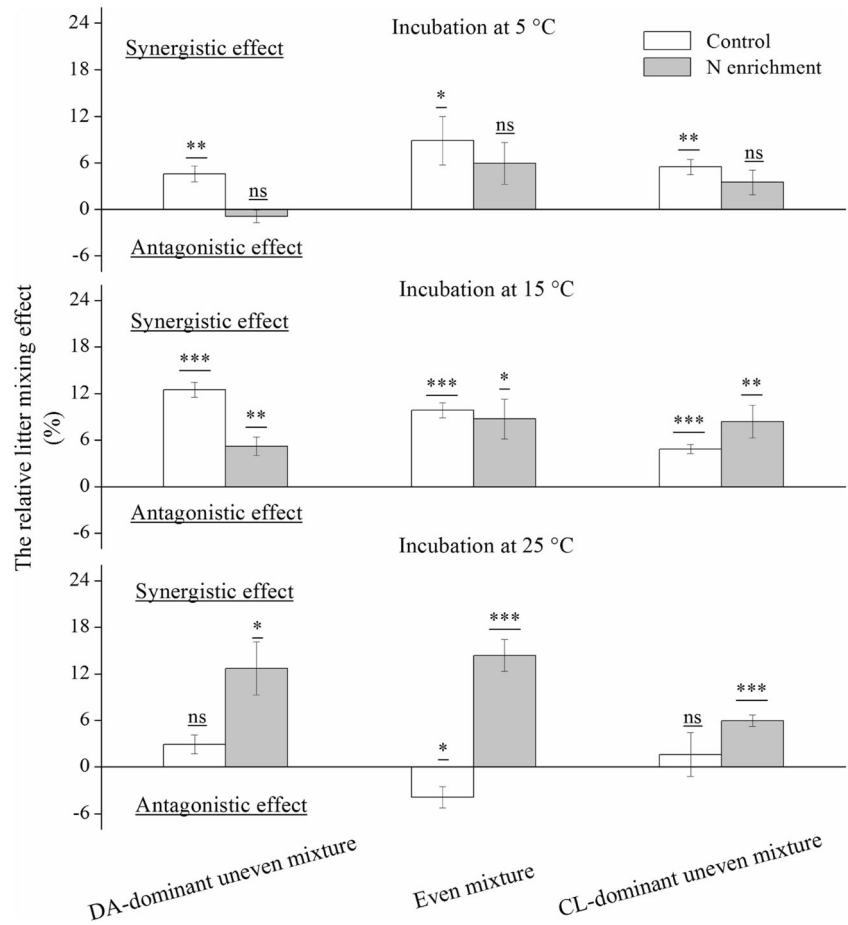 The relative litter mixing effect
(%)
Incubation at 5 °C
Synergistic effect
Control
N enrichment
24
18
12
6
0
-6
**
ns
*
ns
**
ns
Antagonistic effect
Incubation at 15 °C
Synergistic effect
24
18
12
6
0
-6
***
**
***
*
***
**
Antagonistic effect
Incubation at 25 °C
Synergistic effect
24
18
12
6
0
-6
ns
*
*
***
ns
***
Antagonistic effect
DA-dominant uneven mixture
Even mixture
CL-dominant uneven mixture